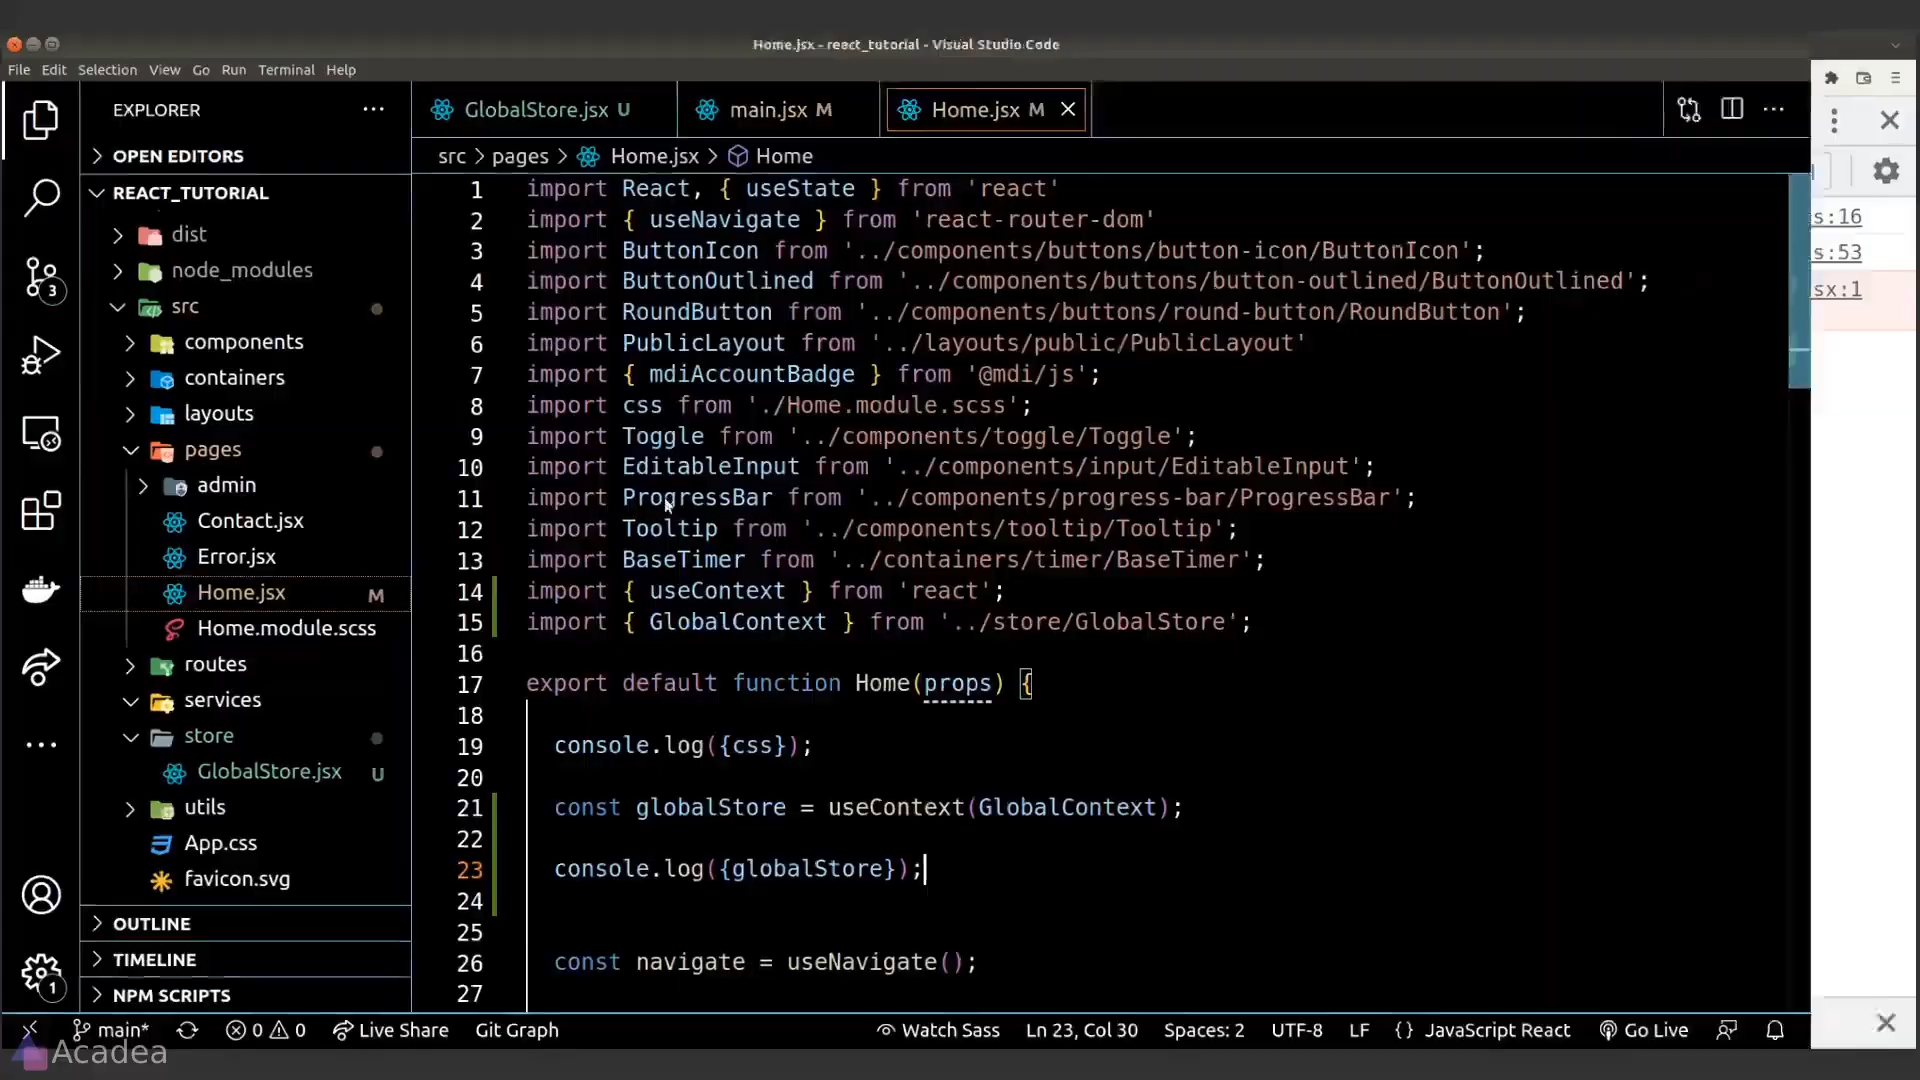 Home.jsx - react_tutorial - Visual Studio Code
File Edit Selection View Go Run Terminal Help
EXPLORER
OPEN EDITORS
REACT_TUTORIAL
dist
node_modules
src
components
containers
layouts
pages
admin
Contact.jsx
Error.jsx
Home.jsx M
Home.module.scss
routes
services
store
GlobalStore.jsx U
utils
App.css
favicon.svg
OUTLINE
TIMELINE
NPM SCRIPTS
3
1
GlobalStore.jsx U
main.jsx M
Home.jsx M
src > pages > Home.jsx > Home
1 import React, { useState } from 'react'
2 import { useNavigate } from 'react-router-dom'
3 import ButtonIcon from '../components/buttons/button-icon/ButtonIcon';
4 import ButtonOutlined from '../components/buttons/button-outlined/ButtonOutlined';
5 import RoundButton from '../components/buttons/round-button/RoundButton';
6 import PublicLayout from '../layouts/public/PublicLayout'
7 import { mdiAccountBadge } from '@mdi/js';
8 import css from './Home.module.scss';
9 import Toggle from '../components/toggle/Toggle';
10 import EditableInput from '../components/input/EditableInput';
11 import ProgressBar from '../components/progress-bar/ProgressBar';
12 import Tooltip from '../components/tooltip/Tooltip';
13 import BaseTimer from '../containers/timer/BaseTimer';
14 import { useContext } from 'react';
15 import { GlobalContext } from '../store/GlobalStore';
16
17 export default function Home(props) {
18
19 console.log({css});
20
21 const globalStore = useContext(GlobalContext);
22
23 console.log({globalStore});
24
25
26 const navigate = useNavigate();
27
s:16
s:53
sx:1
main* 0 0 Live Share Git Graph Watch Sass Ln 23, Col 30 Spaces: 2 UTF-8 LF {} JavaScript React Go Live
Acadea